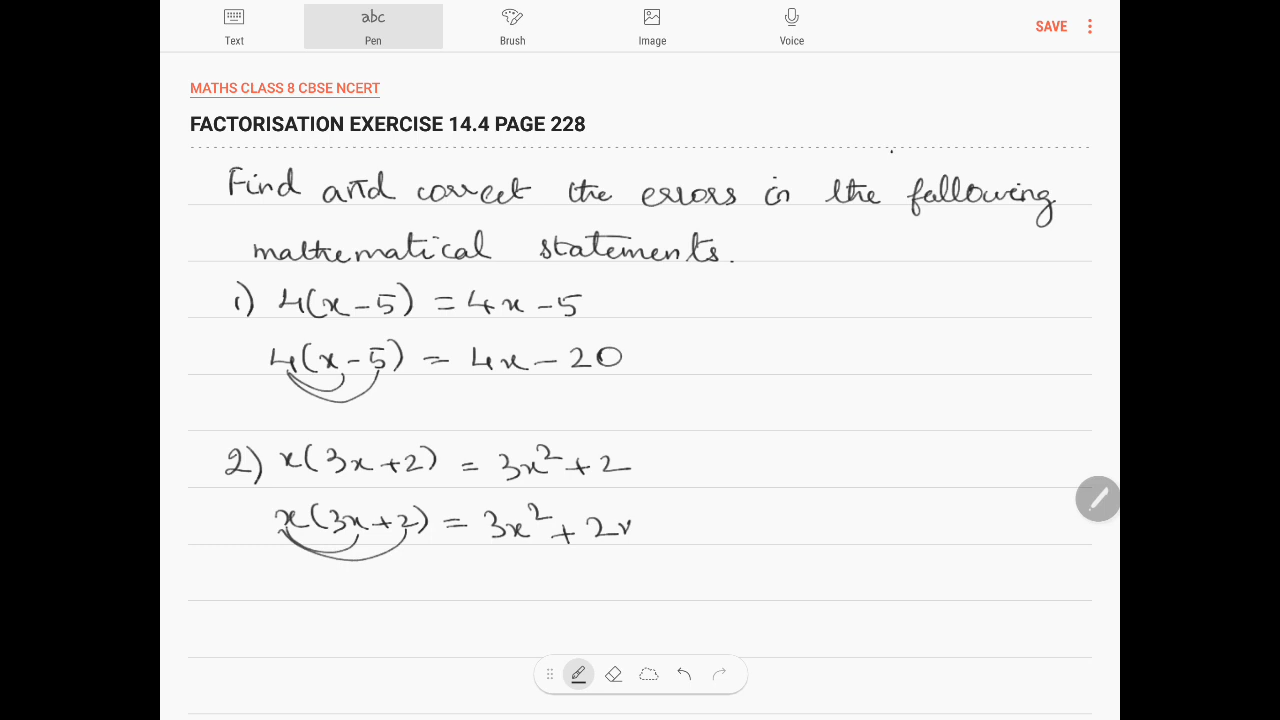 Text
abc
Pen
Brush
Image
Voice
SAVE
MATHS CLASS 8 CBSE NCERT
FACTORISATION EXERCISE 14.4 PAGE 228
Find and correct the errors in the following
mathematical statements.
1) 4(x-5) = 4x-5
4(x-5) = 4x-20
2) x(3x+2) = 3x²+2
x(3x+2) = 3x²+2x